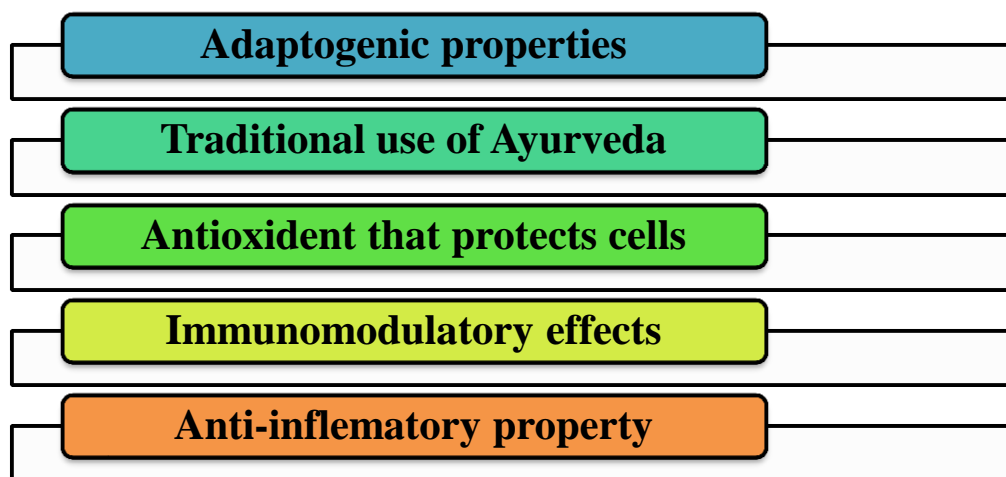 Adaptogenic properties
Traditional use of Ayurveda
Antioxident that protects cells
Immunomodulatory effects
Anti-inflematory property